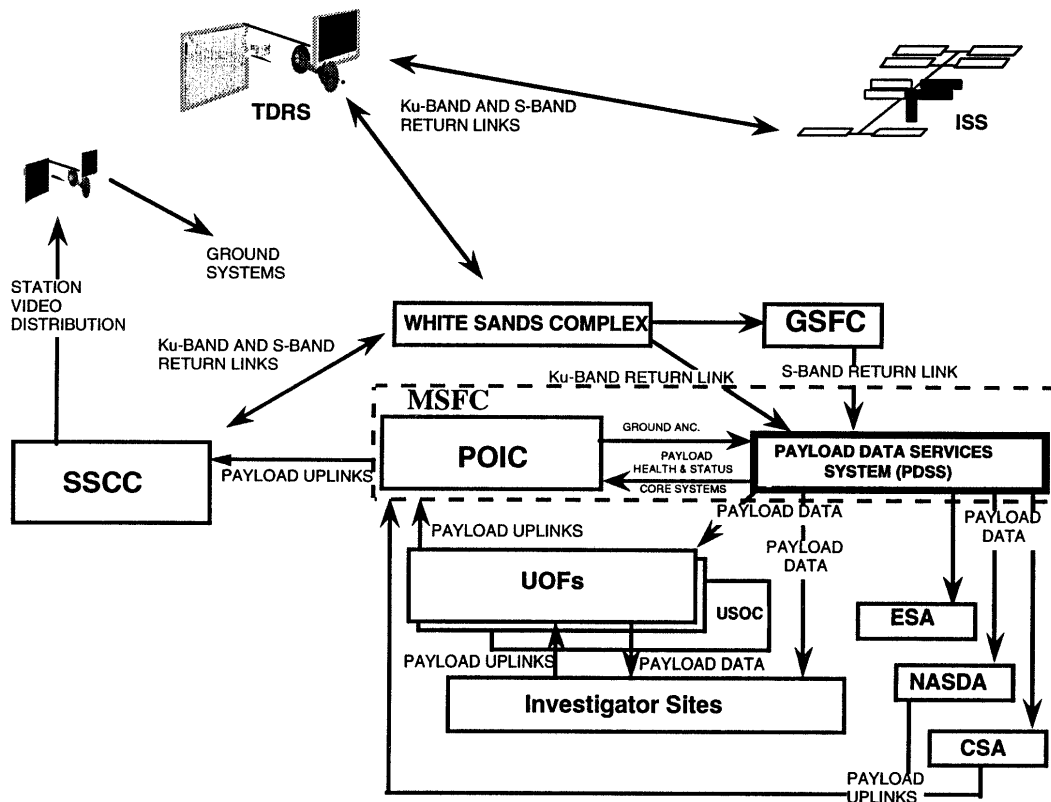 TDRS
Ku-BAND AND S-BAND
RETURN LINKS
ISS
GROUND
SYSTEMS
STATION
VIDEO
DISTRIBUTION
WHITE SANDS COMPLEX
GSFC
Ku-BAND AND S-BAND
RETURN LINKS
Ku-BAND RETURN LINK
S-BAND RETURN LINK
MSFC
GROUND ANC.
POIC
PAYLOAD
HEALTH & STATUS
CORE SYSTEMS
PAYLOAD DATA SERVICES
SYSTEM (PDSS)
SSCC
PAYLOAD UPLINKS
PAYLOAD DATA
PAYLOAD
DATA
PAYLOAD UPLINKS
PAYLOAD
DATA
UOFs
USOC
ESA
PAYLOAD UPLINKS
PAYLOAD DATA
NASDA
Investigator Sites
CSA
PAYLOAD
UPLINKS